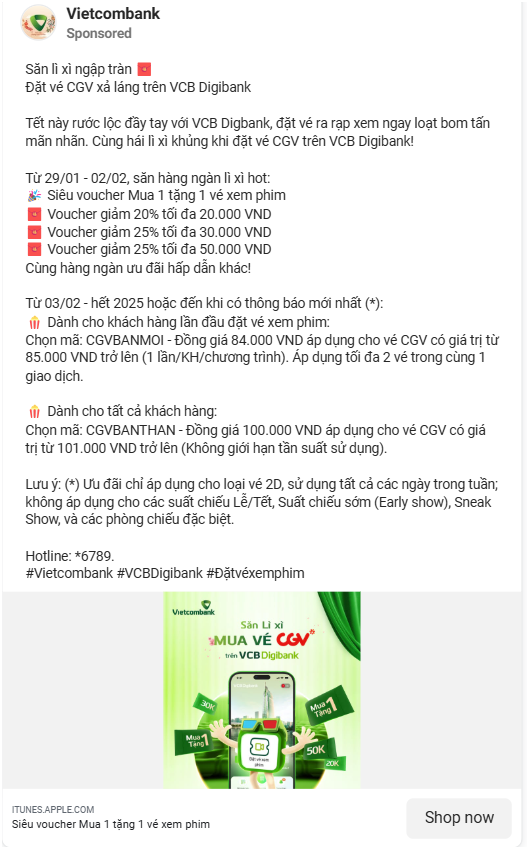 Vietcombank
Sponsored
Săn lì xì ngập tràn 🧧
Đặt vé CGV xả láng trên VCB Digibank
Tết này rước lộc đầy tay với VCB Digbank, đặt vé ra rạp xem ngay loạt bom tấn
mãn nhãn. Cùng hái lì xì khủng khi đặt vé CGV trên VCB Digibank!
Từ 29/01 - 02/02, săn hàng ngàn lì xì hot:
🎉 Siêu voucher Mua 1 tặng 1 vé xem phim
🧧 Voucher giảm 20% tối đa 20.000 VND
🧧 Voucher giảm 25% tối đa 30.000 VND
🧧 Voucher giảm 25% tối đa 50.000 VND
Cùng hàng ngàn ưu đãi hấp dẫn khác!
Từ 03/02 - hết 2025 hoặc đến khi có thông báo mới nhất (*):
🍿 Dành cho khách hàng lần đầu đặt vé xem phim:
Chọn mã: CGVBANMOI - Đồng giá 84.000 VND áp dụng cho vé CGV có giá trị từ
85.000 VND trở lên (1 lần/KH/chương trình). Áp dụng tối đa 2 vé trong cùng 1
giao dịch.
🍿 Dành cho tất cả khách hàng:
Chọn mã: CGVBANTHAN - Đồng giá 100.000 VND áp dụng cho vé CGV có giá
trị từ 101.000 VND trở lên (Không giới hạn tần suất sử dụng).
Lưu ý: (*) Ưu đãi chỉ áp dụng cho loại vé 2D, sử dụng tất cả các ngày trong tuần;
không áp dụng cho các suất chiếu Lễ/Tết, Suất chiếu sớm (Early show), Sneak
Show, và các phòng chiếu đặc biệt.
Hotline: *6789.
#Vietcombank #VCBDigibank #Đặtvéxemphim
Vietcombank
Săn Lì xì
MUA VÉ CGV
trên VCB Digibank
30K
Mua 1
Tặng
Mua 1
Tặng
Đặt vé xem
phim
50K
20K
ITUNES.APPLE.COM
Siêu voucher Mua 1 tặng 1 vé xem phim
Shop now